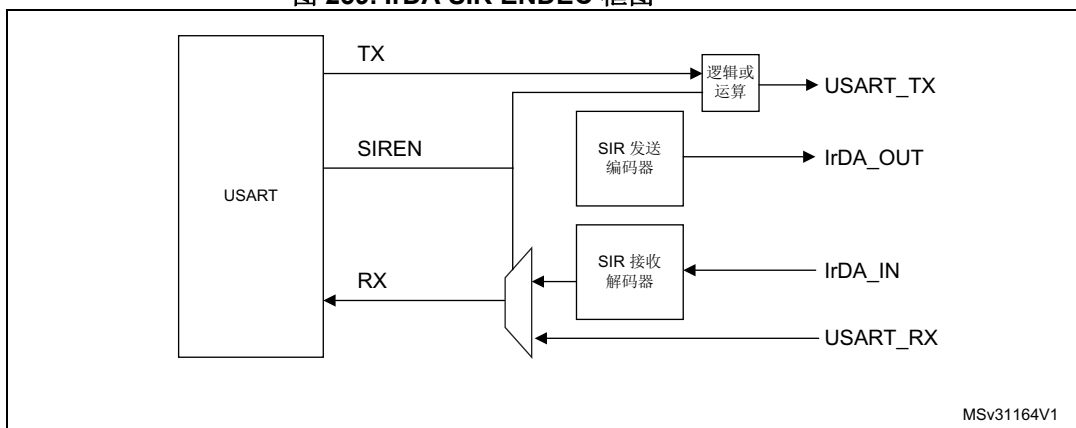 TX
逻辑或
运算
USART_TX
SIREN
SIR 发送
编码器
IrDA_OUT
USART
SIR 接收
解码器
IrDA_IN
RX
USART_RX
MSv31164V1